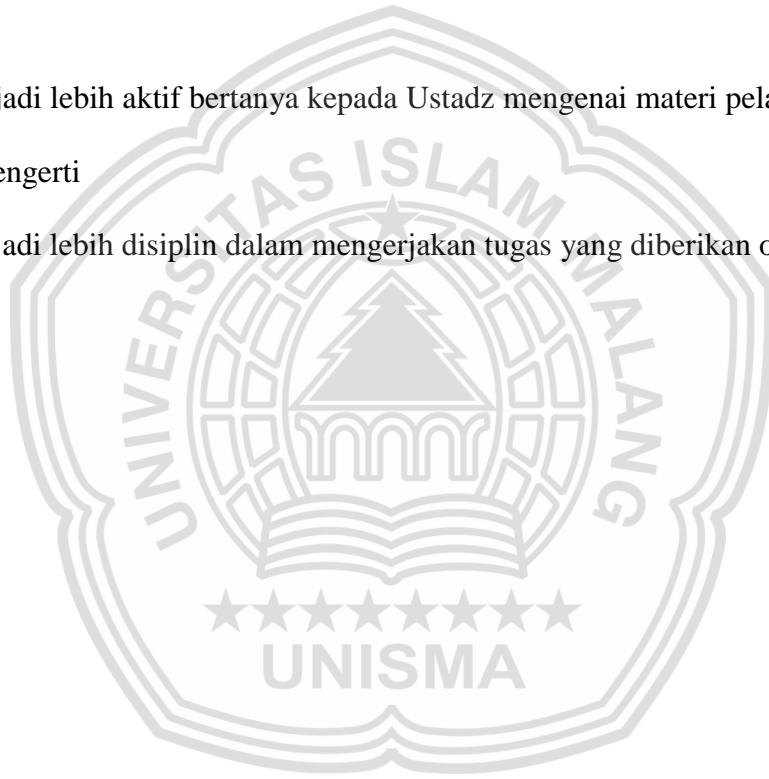 jadi lebih aktif bertanya kepada Ustadz mengenai materi pela
engerti
adi lebih disiplin dalam mengerjakan tugas yang diberikan o
UNIVERSITAS ISLAM MALANG
UNISMA